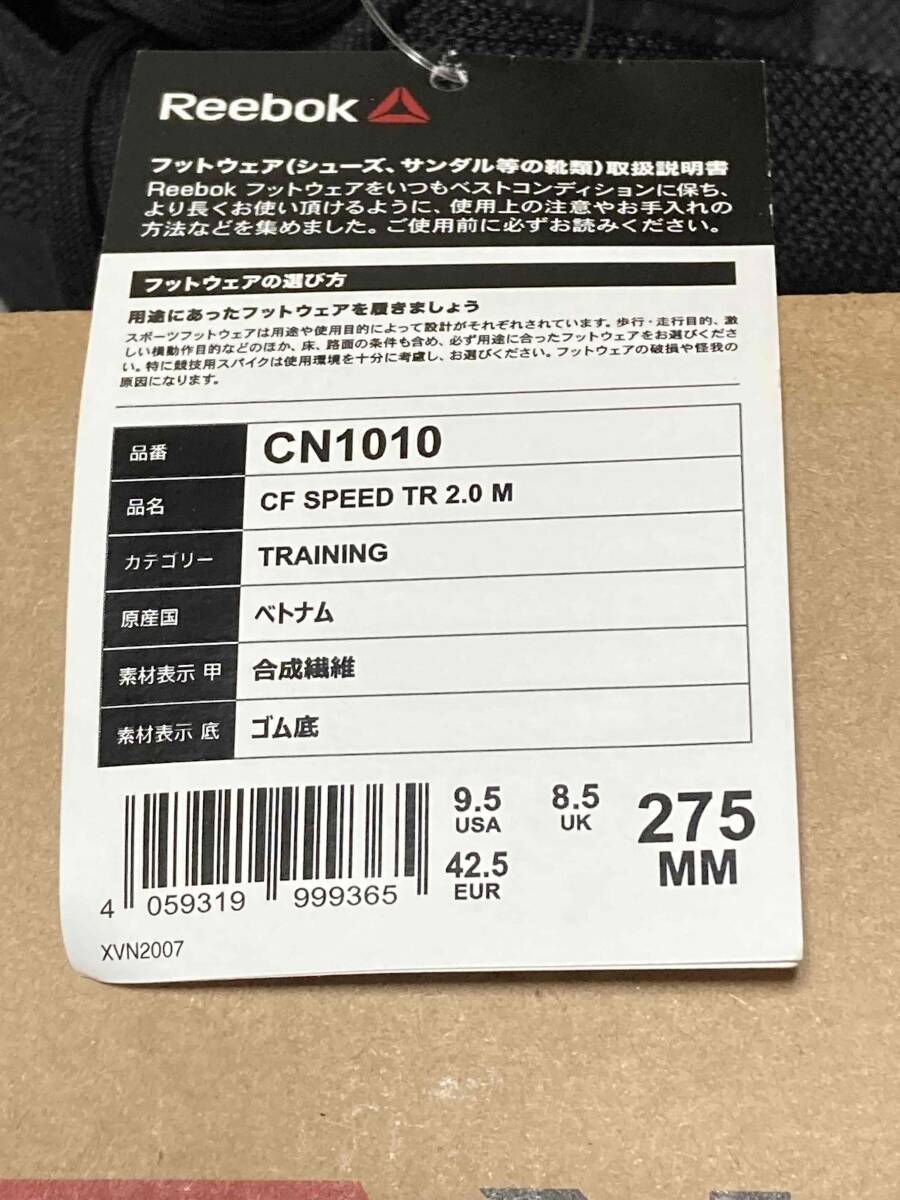 Reebok
フットウェア(シューズ、サンダル等の靴類)取扱説明書
Reebok フットウェアをいつもベストコンディションに保ち、
より長くお使い頂けるように、使用上の注意やお手入れの
方法などを集めました。ご使用前に必ずお読みください。
フットウェアの選び方
用途にあったフットウェアを履きましょう
スポーツフットウェアは用途や使用目的によって設計がそれぞれされています。歩行・走行目的、激
しい横動作目的などのほか、床、路面の条件も含め、必ず用途に合ったフットウェアをお選びくださ
い。特に競技用スパイクは使用環境を十分に考慮し、お選びください。フットウェアの破損や怪我の
原因になります。
品番 CN1010
品名 CF SPEED TR 2.0 M
カテゴリー TRAINING
原産国 ベトナム
素材表示 甲 合成繊維
素材表示 底 ゴム底
9.5 USA 8.5 UK 275 MM
42.5 EUR
4 059319 999365
XVN2007